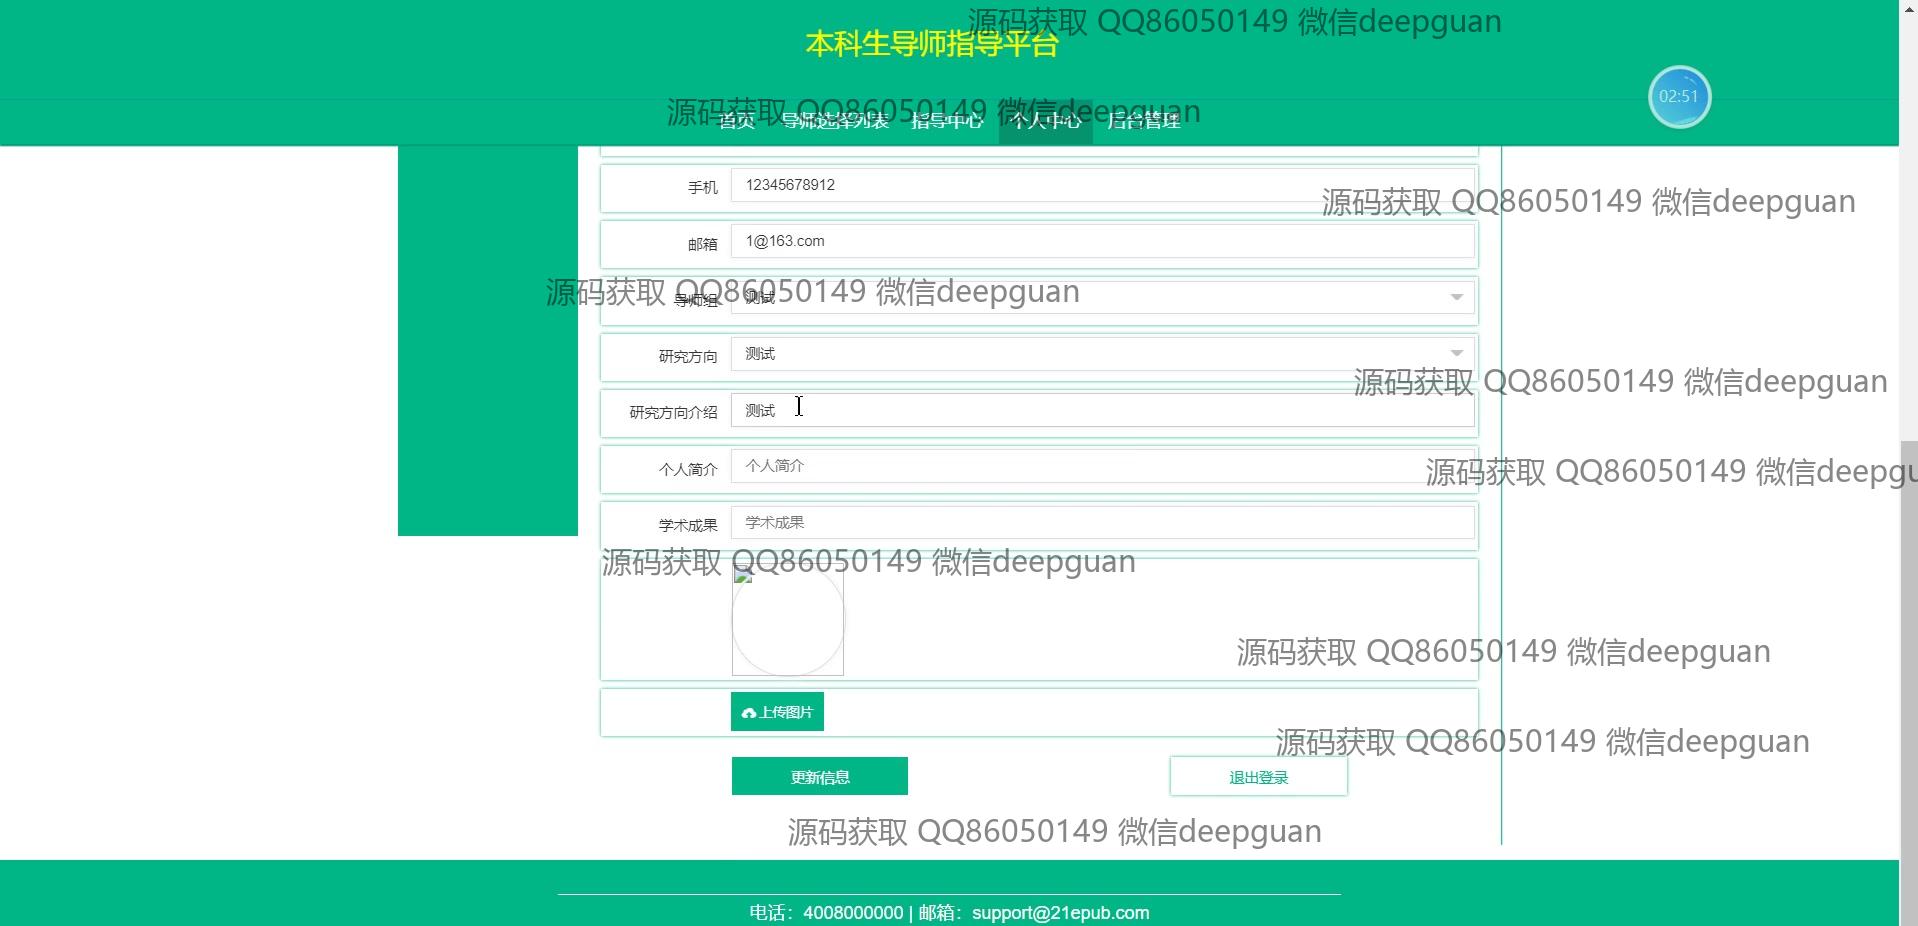 源码获取 QQ86050149 微信deepguan
本科生导师指导平台
02:51
源码获取 QQ86050149 微信deepguan
首页 导师选择列表 指导中心 个人中心 后台管理
手机 12345678912
源码获取 QQ86050149 微信deepguan
邮箱 1@163.com
源码获取 QQ86050149 微信deepguan
导师组 测试
研究方向 测试
源码获取 QQ86050149 微信deepguan
研究方向介绍 测试
个人简介 个人简介
源码获取 QQ86050149 微信deepgu
学术成果 学术成果
源码获取 QQ86050149 微信deepguan
源码获取 QQ86050149 微信deepguan
上传图片
源码获取 QQ86050149 微信deepguan
更新信息 退出登录
源码获取 QQ86050149 微信deepguan
电话：4008000000 | 邮箱：support@21epub.com